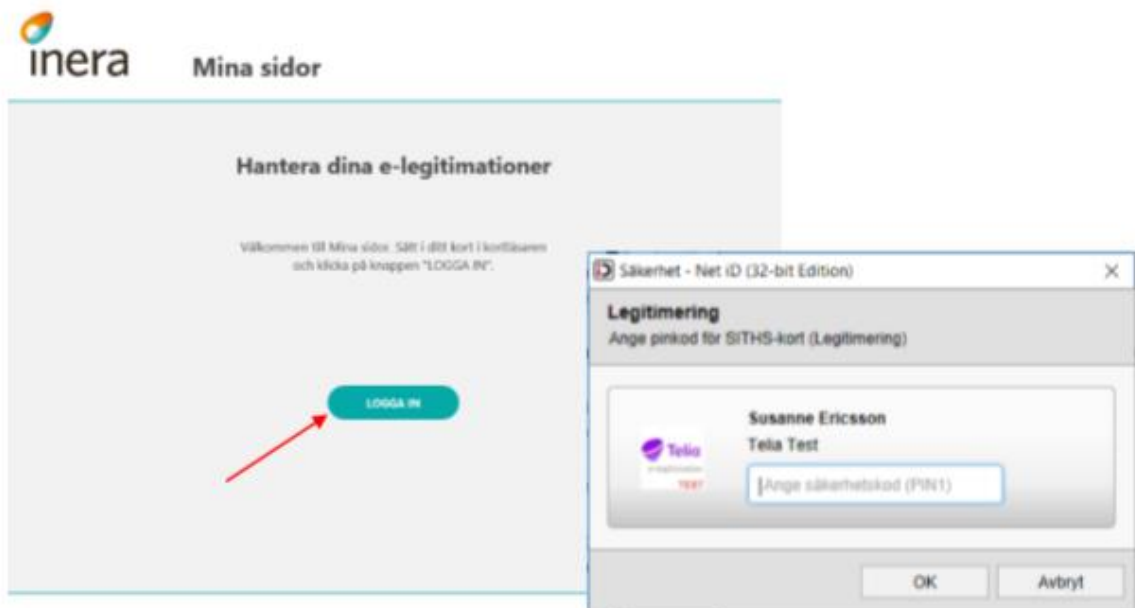 inera
Mina sidor
Hantera dina e-legitimationer
Välkommen till Mina sidor. Sätt i ditt kort i kortläsaren
och klicka på knappen "LOGGA IN".
LOGGA IN
Säkerhet - Net iD (32-bit Edition)
Legitimering
Ange pinkod för SITHS-kort (Legitimering)
Susanne Ericsson
Telia Test
Telia
e-legitimation
TEST
Ange säkerhetskod (PIN1)
OK
Avbryt